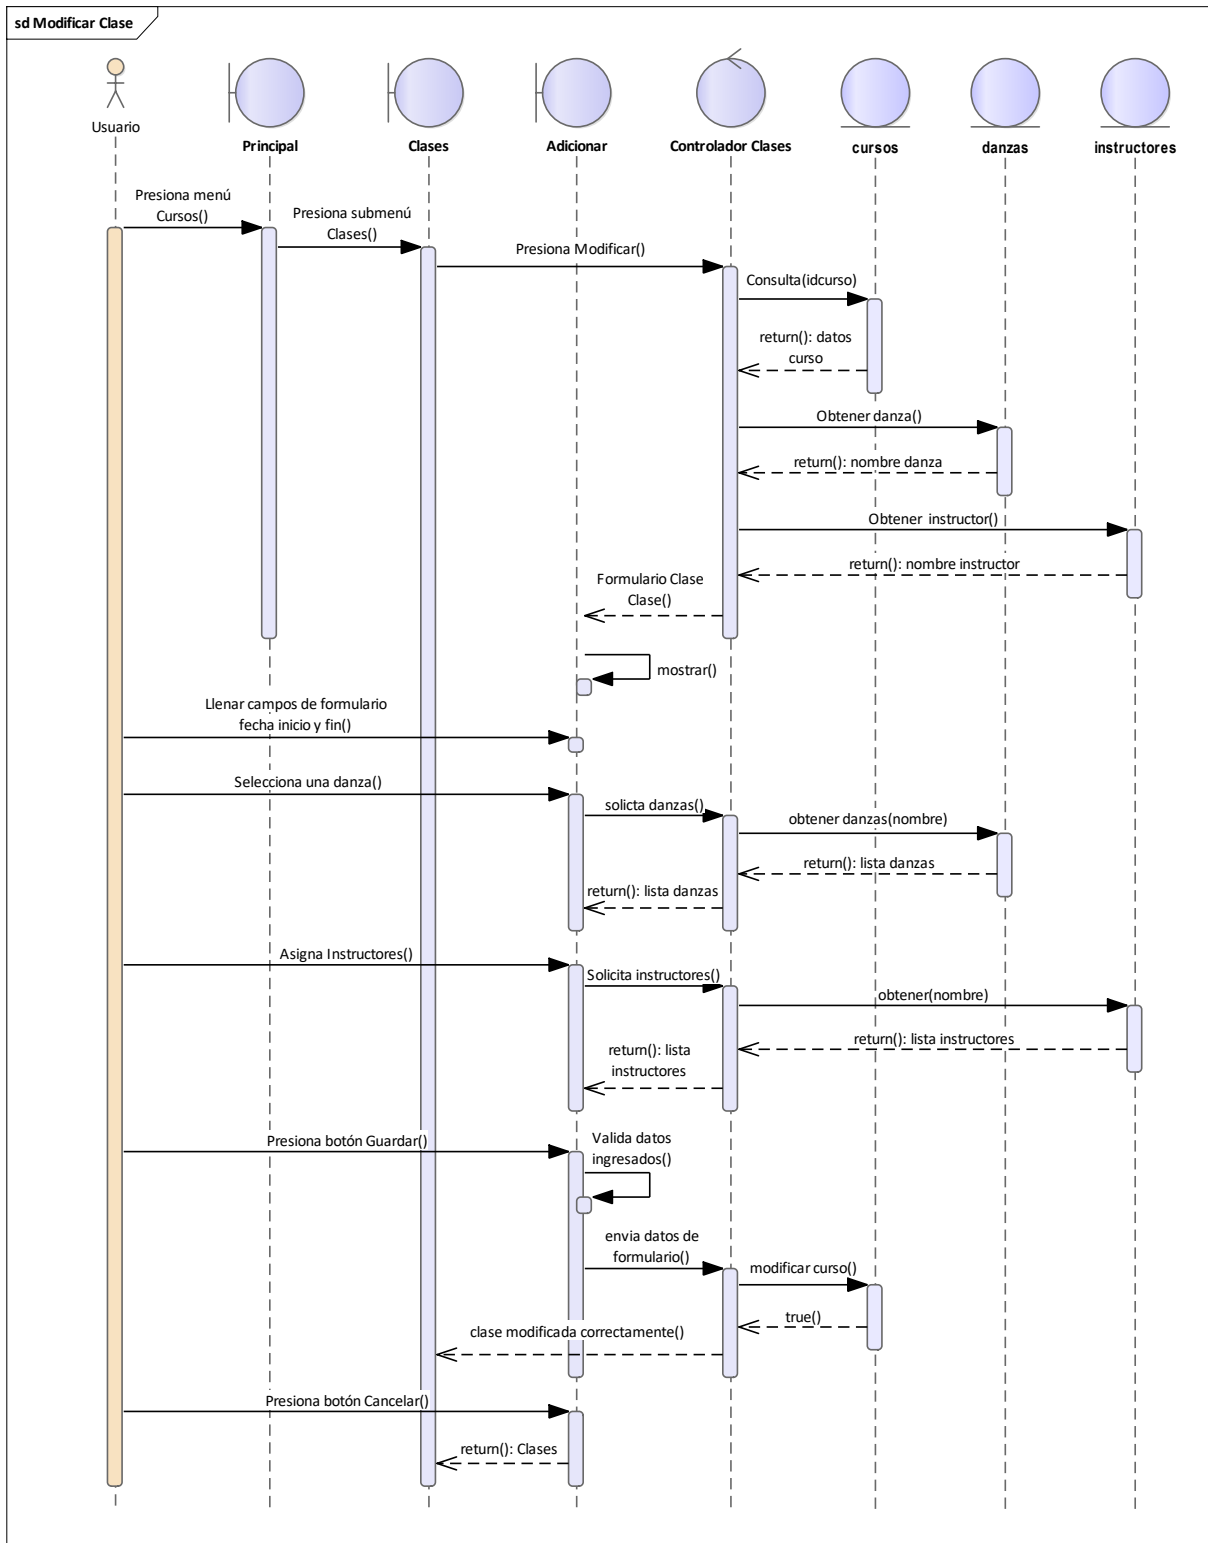 sd Modificar Clase
Usuario
Principal
Clases
Adicionar
Controlador Clases
cursos
danzas
instructores
Presiona menú
Cursos()
Presiona submenú
Clases()
Presiona Modificar()
Consulta(idcurso)
return(): datos
curso
Obtener danza()
return(): nombre danza
Obtener  instructor()
return(): nombre instructor
Formulario Clase
Clase()
mostrar()
Llenar campos de formulario
fecha inicio y fin()
Selecciona una danza()
solicta danzas()
obtener danzas(nombre)
return(): lista danzas
return(): lista danzas
Asigna Instructores()
Solicita instructores()
obtener(nombre)
return(): lista instructores
return(): lista
instructores
Presiona botón Guardar()
Valida datos
ingresados()
envia datos de
formulario()
modificar curso()
true()
clase modificada correctamente()
Presiona botón Cancelar()
return(): Clases